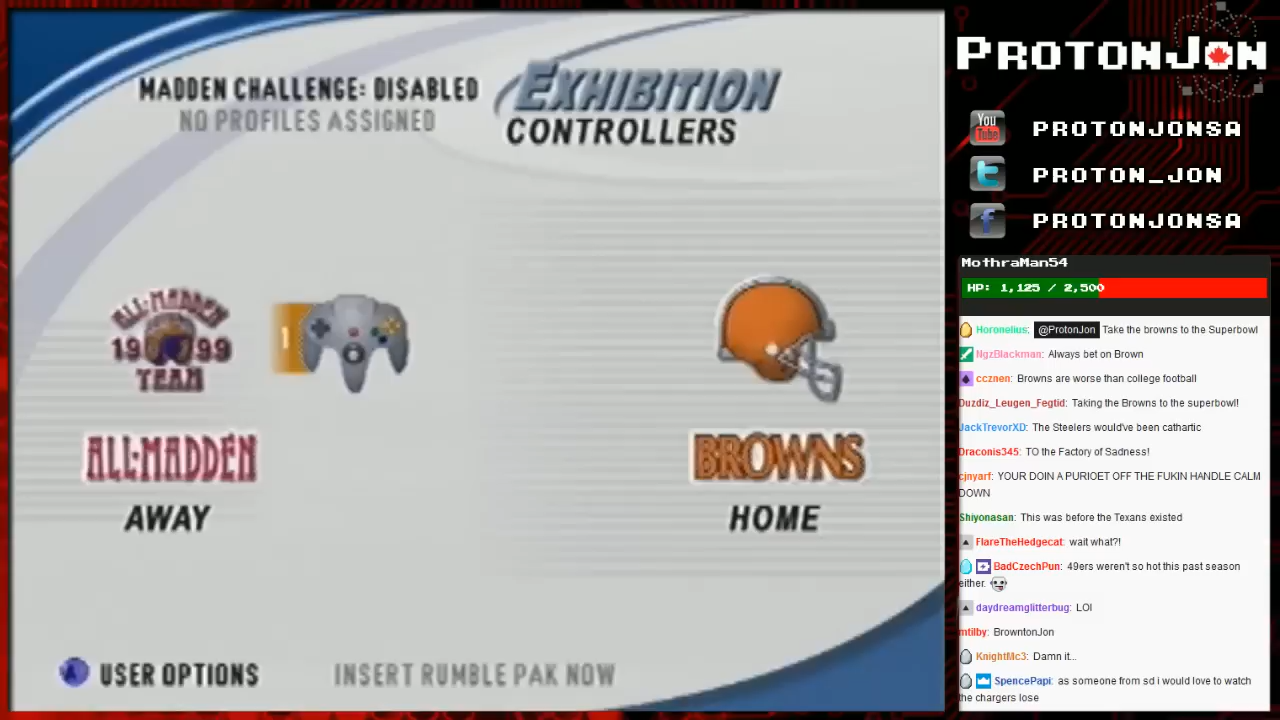 MADDEN CHALLENGE: DISABLED
NO PROFILES ASSIGNED
EXHIBITION
CONTROLLERS
ALL-MADDEN
1999
TEAM
1
ALL-MADDEN
AWAY
BROWNS
HOME
A USER OPTIONS
INSERT RUMBLE PAK NOW
PROTONJON
You
Tube
PROTONJONSA
t
PROTON_JON
f
PROTONJONSA
MothraMan54
HP: 1,125 / 2,500
Horonelius: @ProtonJon Take the browns to the Superbowl
NgzBlackman: Always bet on Brown
ccznen: Browns are worse than college football
Duzdiz_Leugen_Fegtid: Taking the Browns to the superbowl!
JackTrevorXD: The Steelers would've been cathartic
Draconis345: TO the Factory of Sadness!
cjnyarf: YOUR DOIN A PURIOET OFF THE FUKIN HANDLE CALM
DOWN
Shiyonasan: This was before the Texans existed
FlareTheHedgecat: wait what?!
BadCzechPun: 49ers weren't so hot this past season
either.
daydreamglitterbug: LOl
mtilby: BrowntonJon
KnightMc3: Damn it...
SpencePapi: as someone from sd i would love to watch
the chargers lose